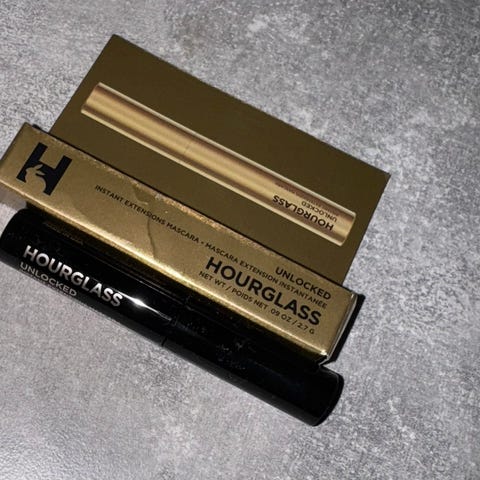 HOURGLASS
UNLOCKED
H
INSTANT EXTENSIONS MASCARA - MASCARA EXTENSION INSTANTANÉE
UNLOCKED
HOURGLASS
NET WT / POIDS NET .09 OZ / 2.7 G
HOURGLASS
UNLOCKED